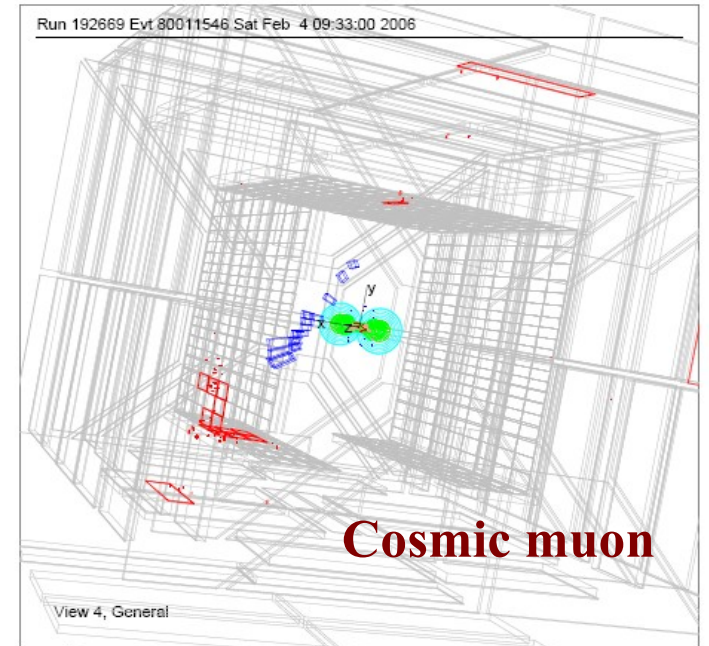 Run 192669 Evt 80011546 Sat Feb 4 09:33:00 2006
y
x z
Cosmic muon
View 4, General